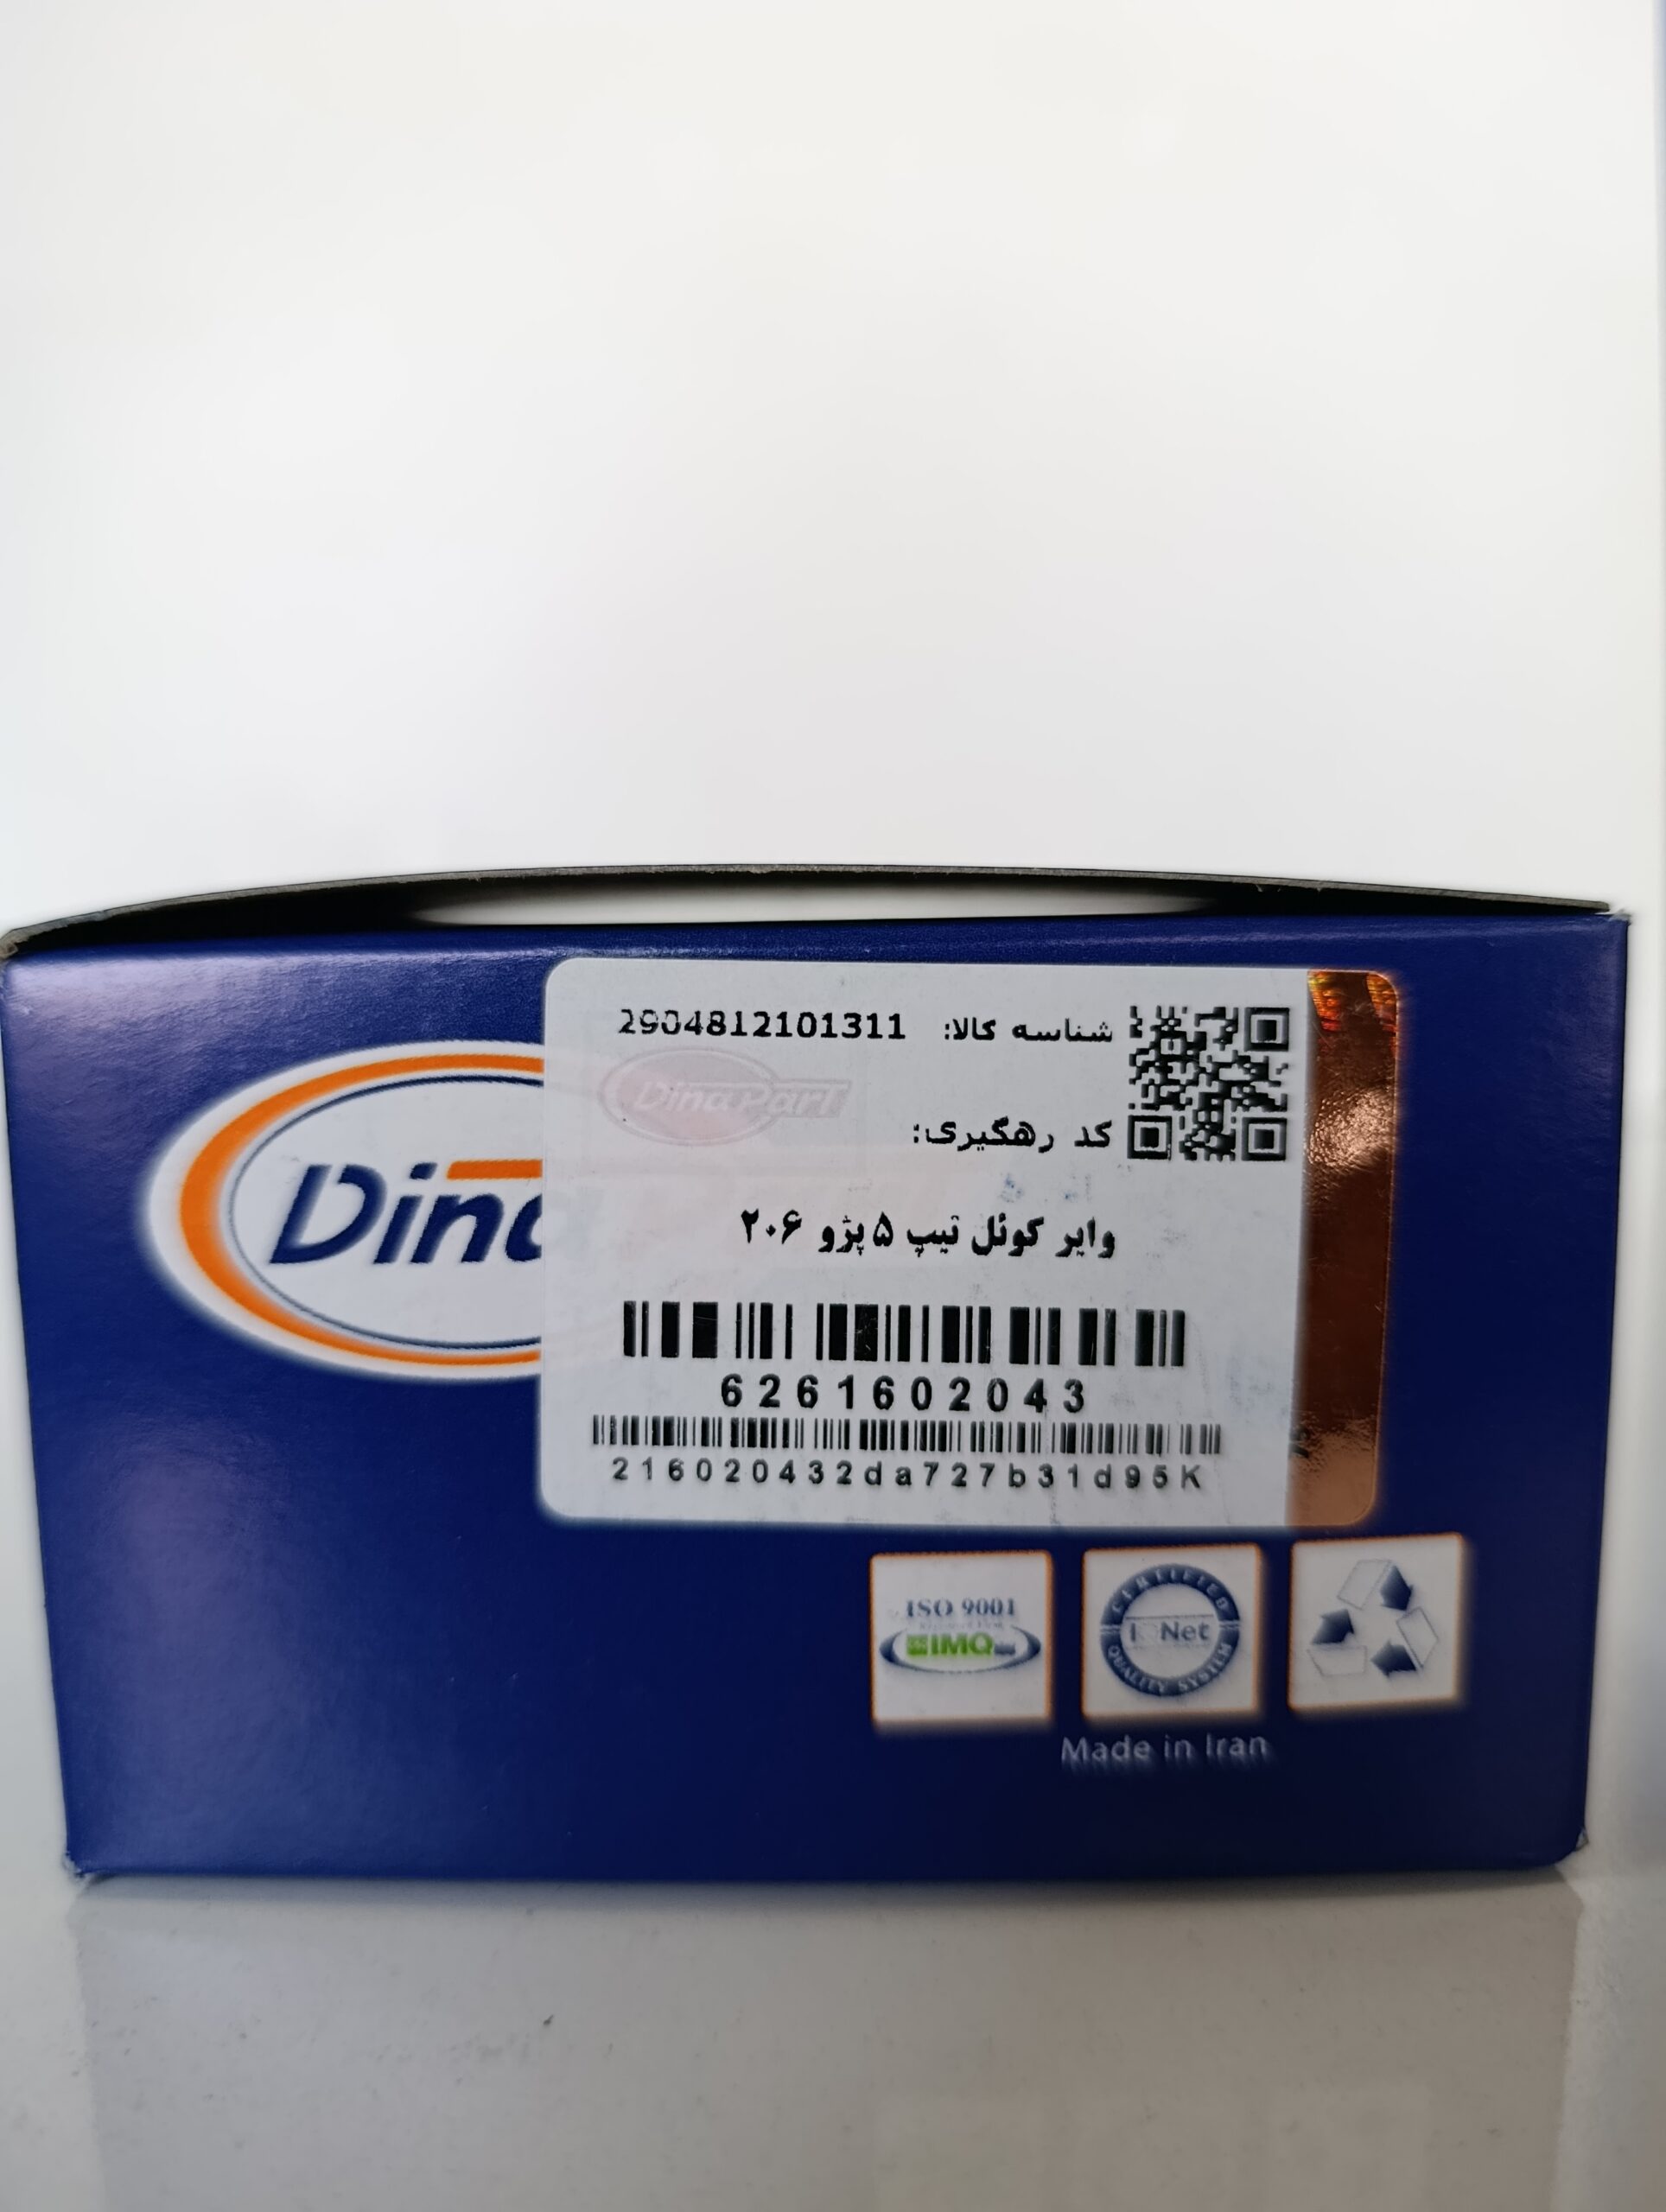 شناسه کالا: 2904812101311
DinaPart
کد رهگیری:
Dina
وایر کوئل تیپ ۵ پژو ۲۰۶
6261602043
216020432da727b31d95K
ISO 9001
IMQ
CERTIFIED
IQNet
QUALITY SYSTEM
Made in Iran